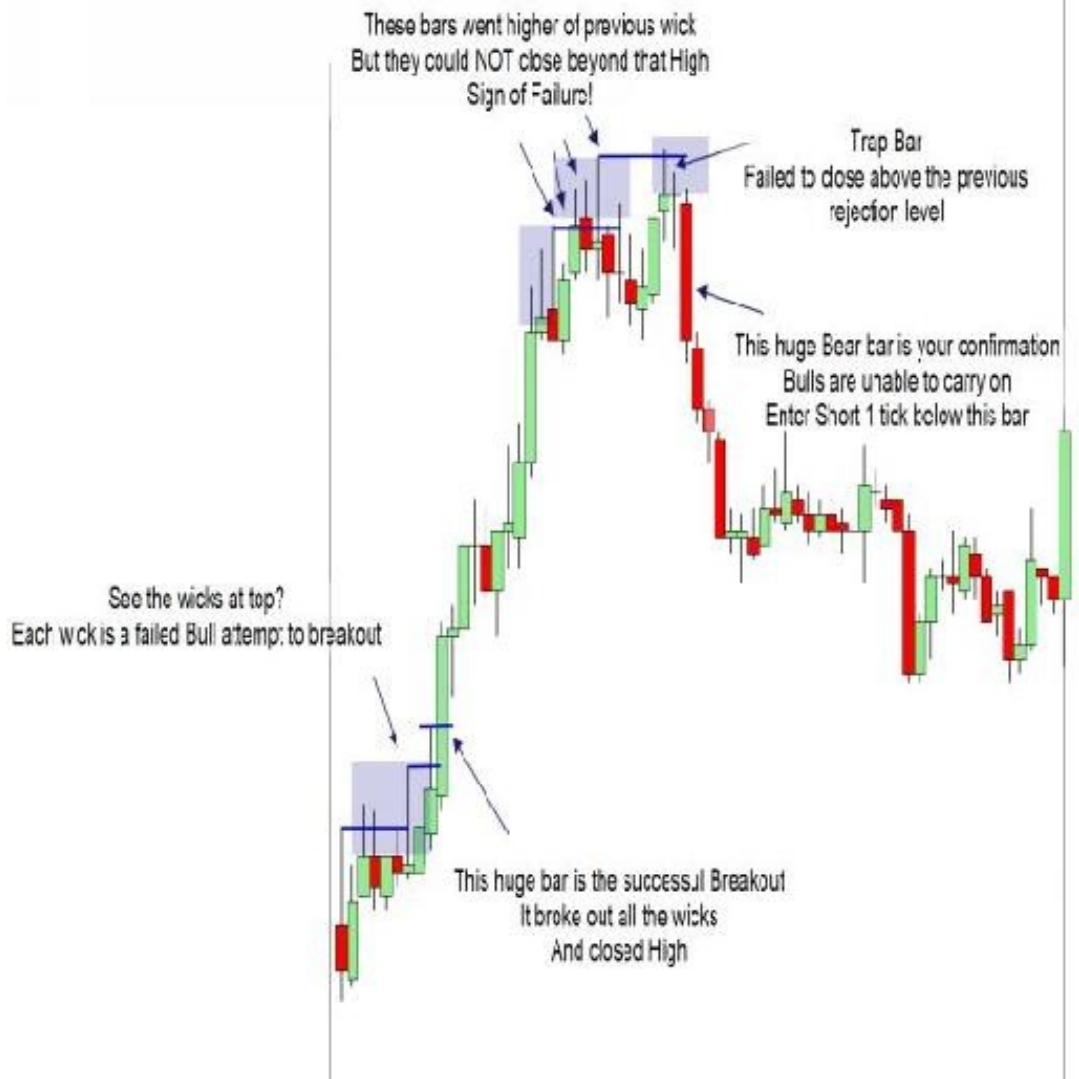 These bars went higher of previous wick
But they could NOT close beyond that High
Sign of Failure!
Trap Bar
Failed to close above the previous
rejection level
This huge Bear bar is your confirmation
Bulls are unable to carry on
Enter Short 1 tick below this bar
See the wicks at top?
Each wick is a failed Bull attempt to breakout
This huge bar is the successul Breakout
It broke out all the wicks
And closed High